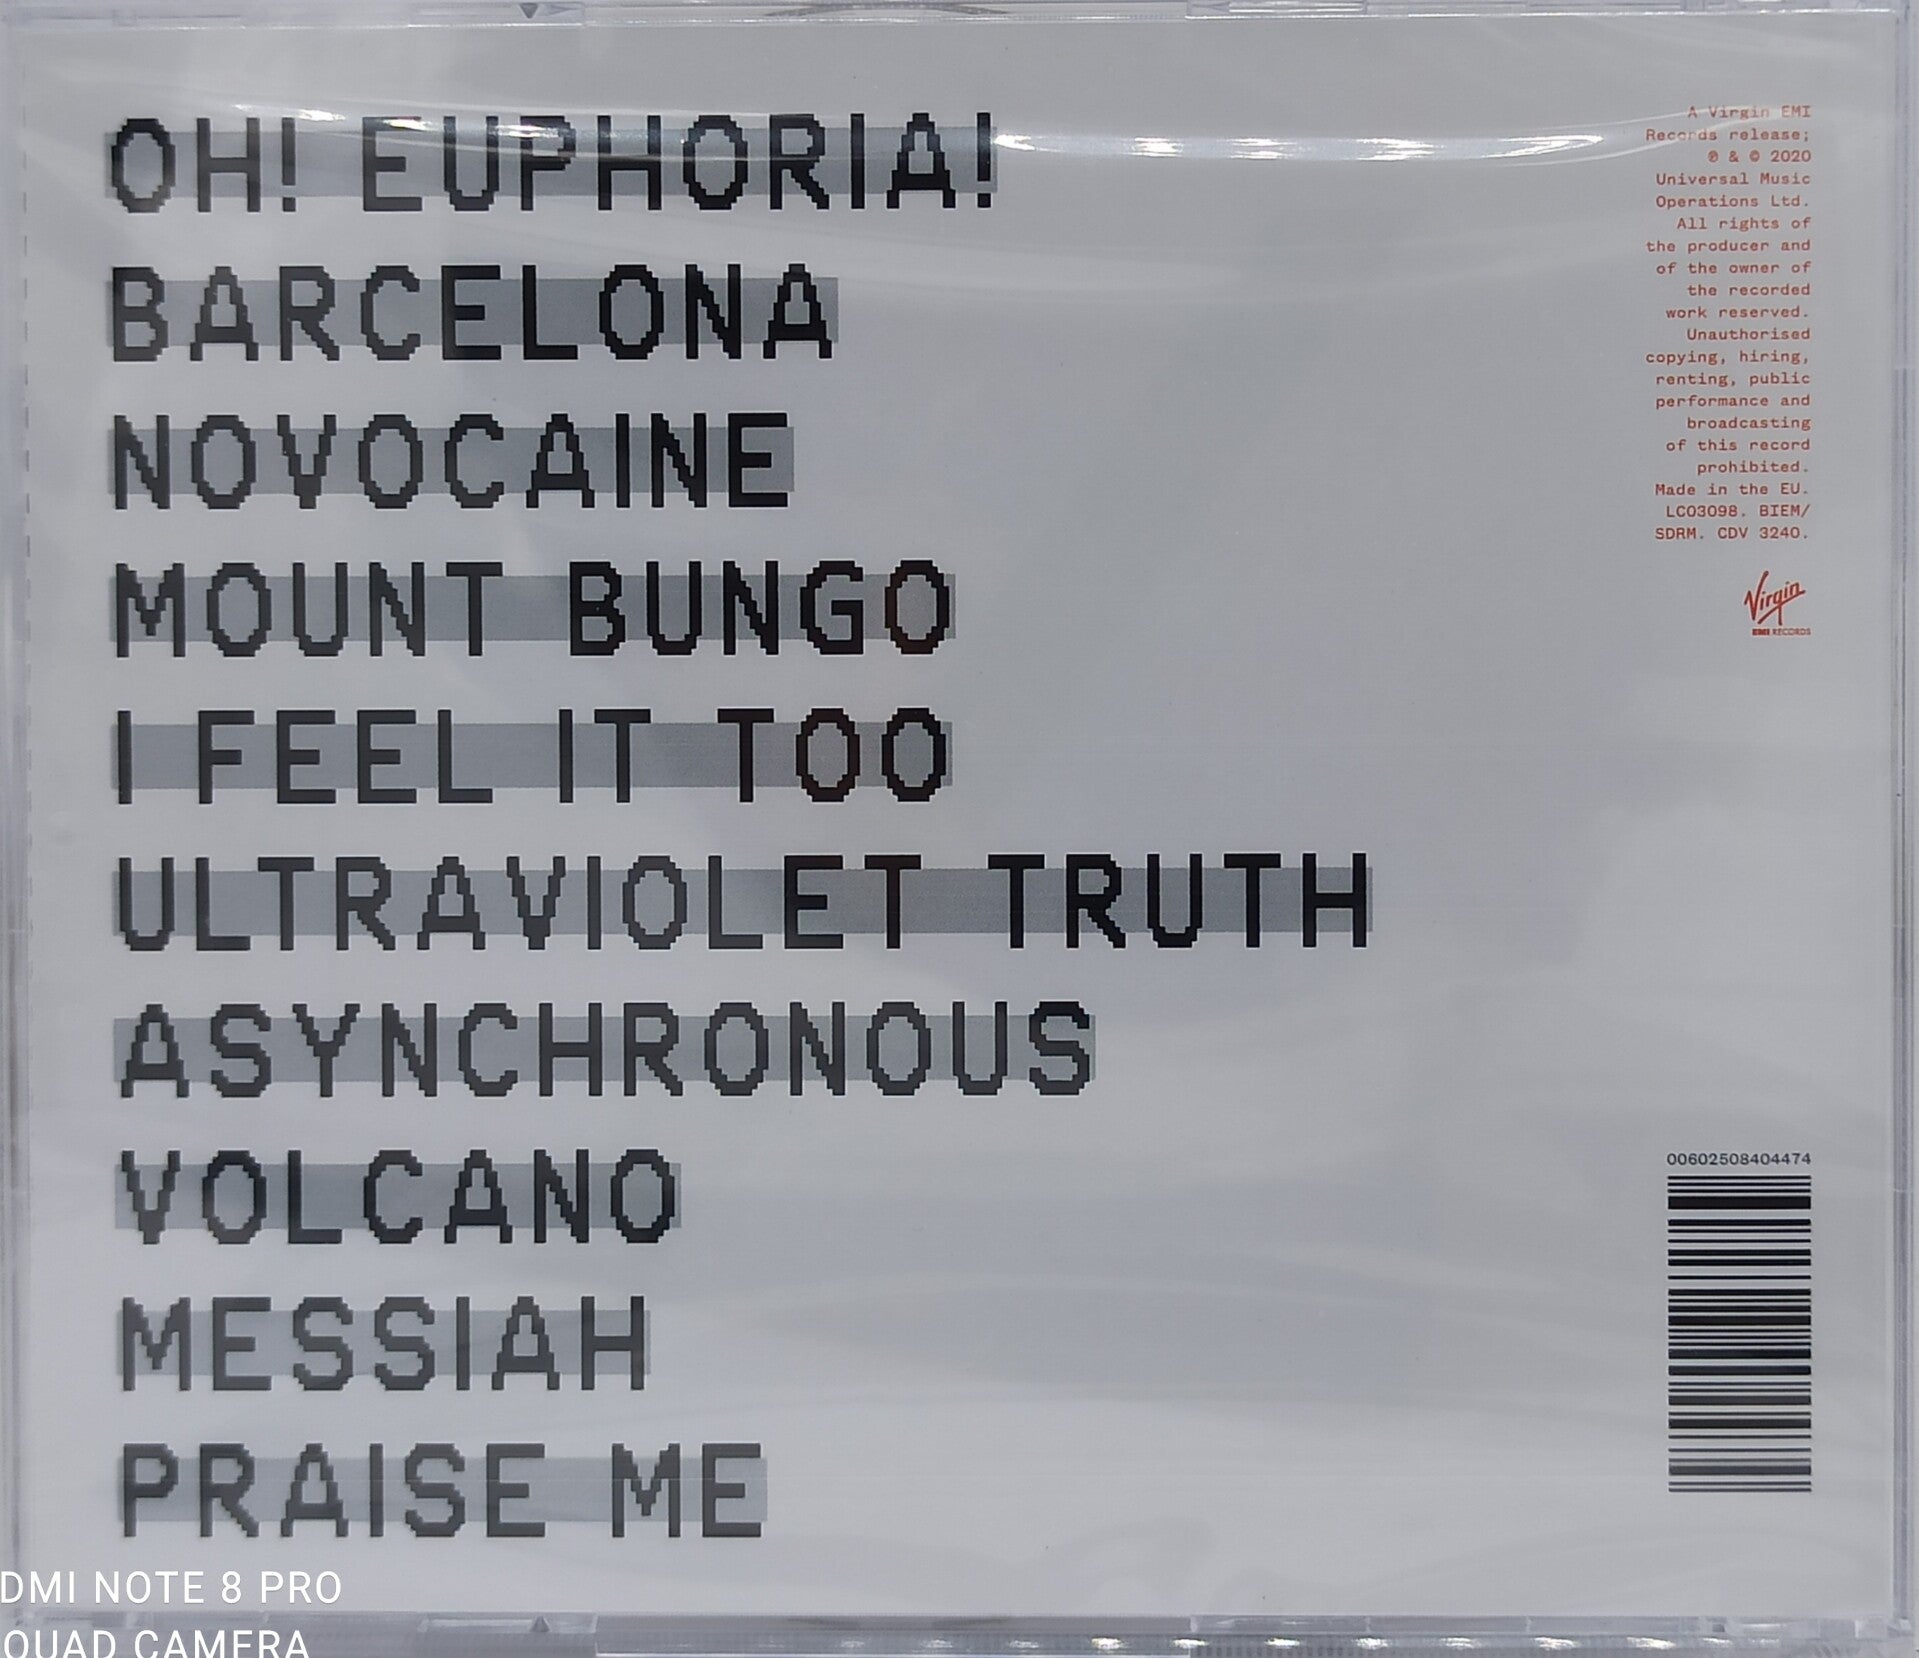 OH! EUPHORIA!
BARCELONA
NOVOCAINE
MOUNT BUNGO
I FEEL IT TOO
ULTRAVIOLET TRUTH
ASYNCHRONOUS
VOLCANO
MESSIAH
PRAISE ME
A Virgin EMI
Records release;
℗ & © 2020
Universal Music
Operations Ltd.
All rights of
the producer and
of the owner of
the recorded
work reserved.
Unauthorised
copying, hiring,
renting, public
performance and
broadcasting
of this record
prohibited.
Made in the EU.
LC03098. BIEM/
SDRM. CDV 3240.
Virgin
EMI RECORDS
00602508404474
DMI NOTE 8 PRO
QUAD CAMERA